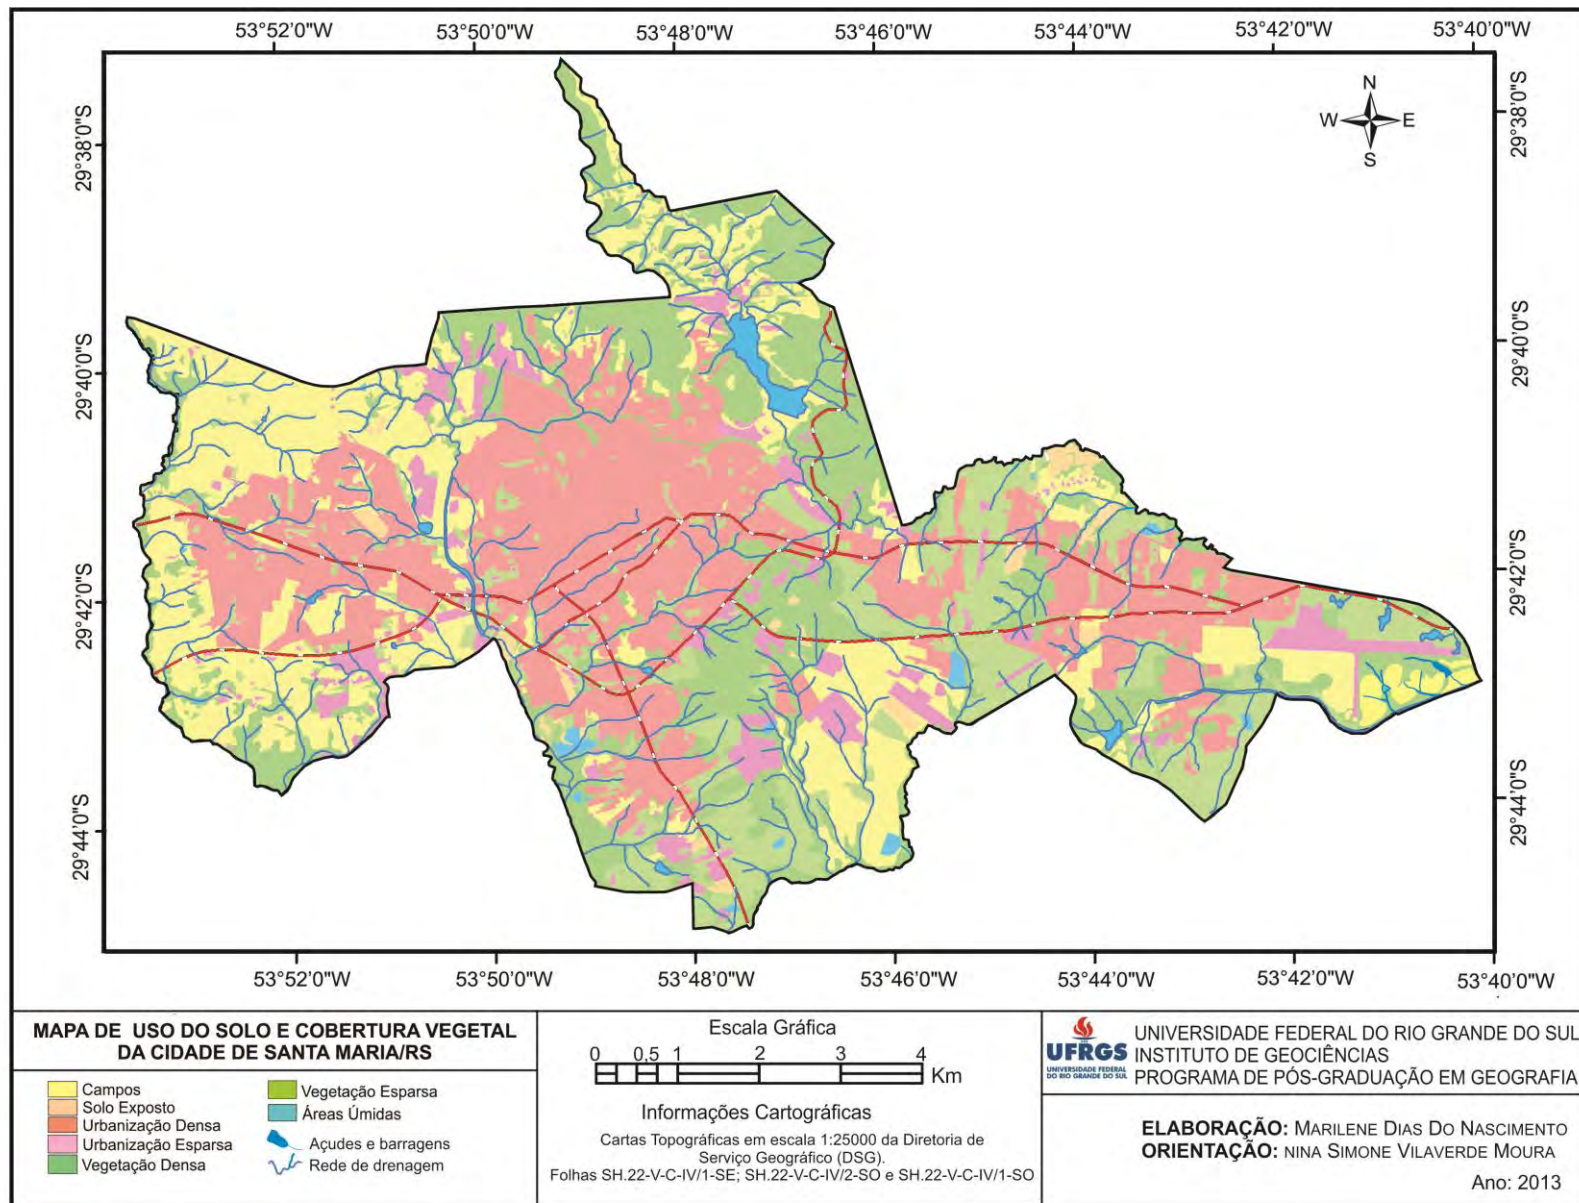 53°52'0"W 53°50'0"W 53°48'0"W 53°46'0"W 53°44'0"W 53°42'0"W 53°40'0"W
N
W E
S
29°38'0"S
29°40'0"S
29°42'0"S
29°44'0"S
29°38'0"S
29°40'0"S
29°42'0"S
29°44'0"S
53°52'0"W 53°50'0"W 53°48'0"W 53°46'0"W 53°44'0"W 53°42'0"W 53°40'0"W
MAPA DE USO DO SOLO E COBERTURA VEGETAL
DA CIDADE DE SANTA MARIA/RS
Campos
Solo Exposto
Urbanização Densa
Urbanização Esparsa
Vegetação Densa
Vegetação Esparsa
Áreas Úmidas
Açudes e barragens
Rede de drenagem
Escala Gráfica
0 0,5 1 2 3 4
Km
Informações Cartográficas
Cartas Topográficas em escala 1:25000 da Diretoria de
Serviço Geográfico (DSG).
Folhas SH.22-V-C-IV/1-SE; SH.22-V-C-IV/2-SO e SH.22-V-C-IV/1-SO
UFRGS
UNIVERSIDADE FEDERAL
DO RIO GRANDE DO SUL
UNIVERSIDADE FEDERAL DO RIO GRANDE DO SUL
INSTITUTO DE GEOCIÊNCIAS
PROGRAMA DE PÓS-GRADUAÇÃO EM GEOGRAFIA
ELABORAÇÃO: MARILENE DIAS DO NASCIMENTO
ORIENTAÇÃO: NINA SIMONE VILAVERDE MOURA
Ano: 2013